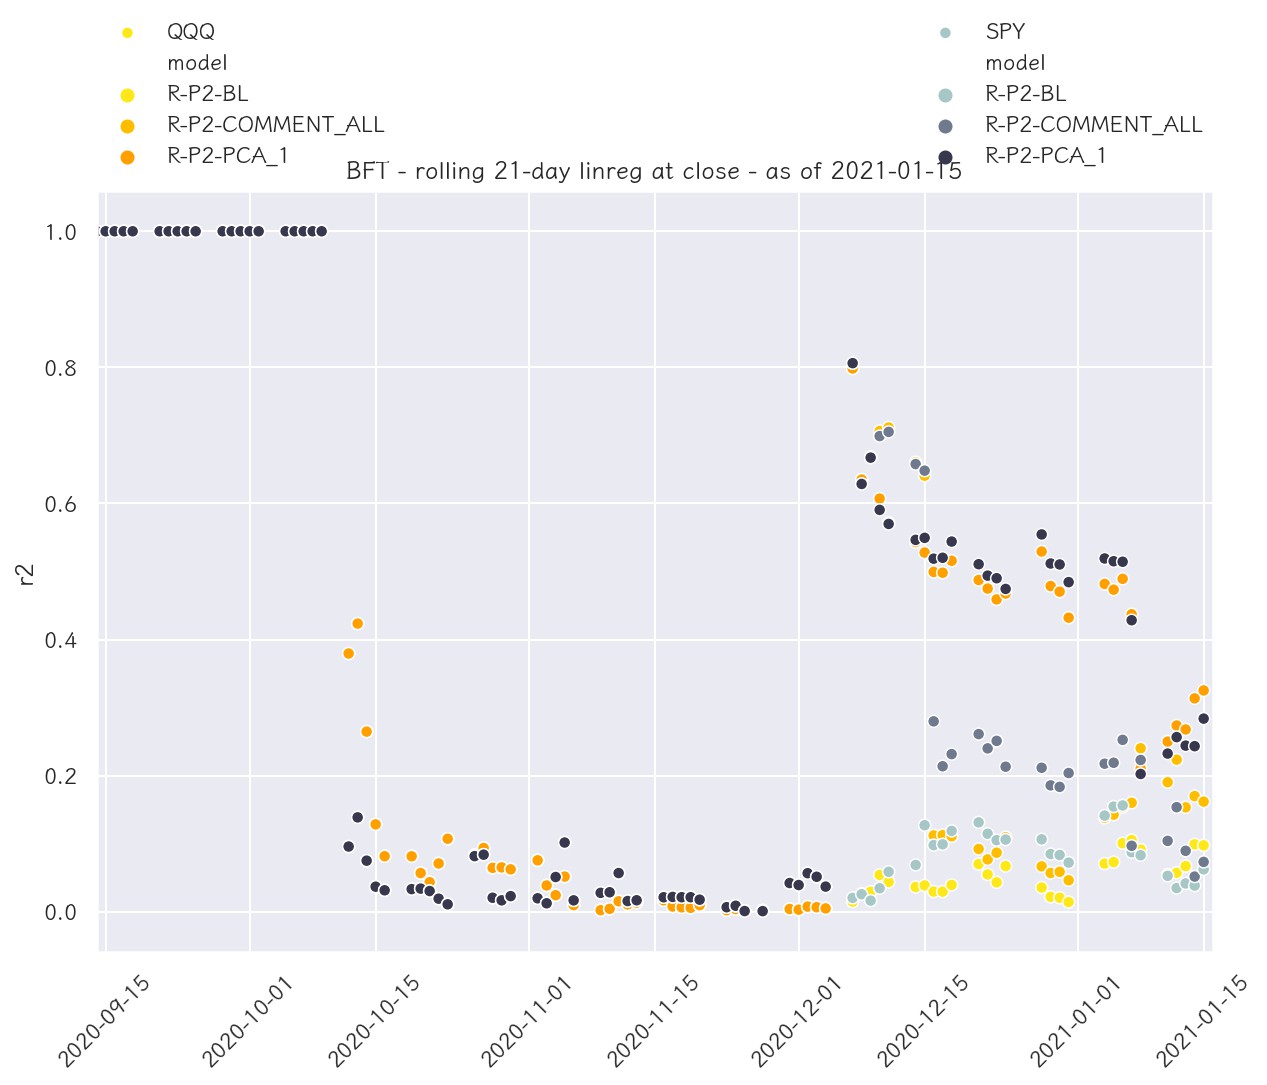 QQQ
model
R-P2-BL
R-P2-COMMENT_ALL
R-P2-PCA_1
SPY
model
R-P2-BL
R-P2-COMMENT_ALL
R-P2-PCA_1
BFT - rolling 21-day linreg at close - as of 2021-01-15
r2
1.0
0.8
0.6
0.4
0.2
0.0
2020-09-15
2020-10-01
2020-10-15
2020-11-01
2020-11-15
2020-12-01
2020-12-15
2021-01-01
2021-01-15